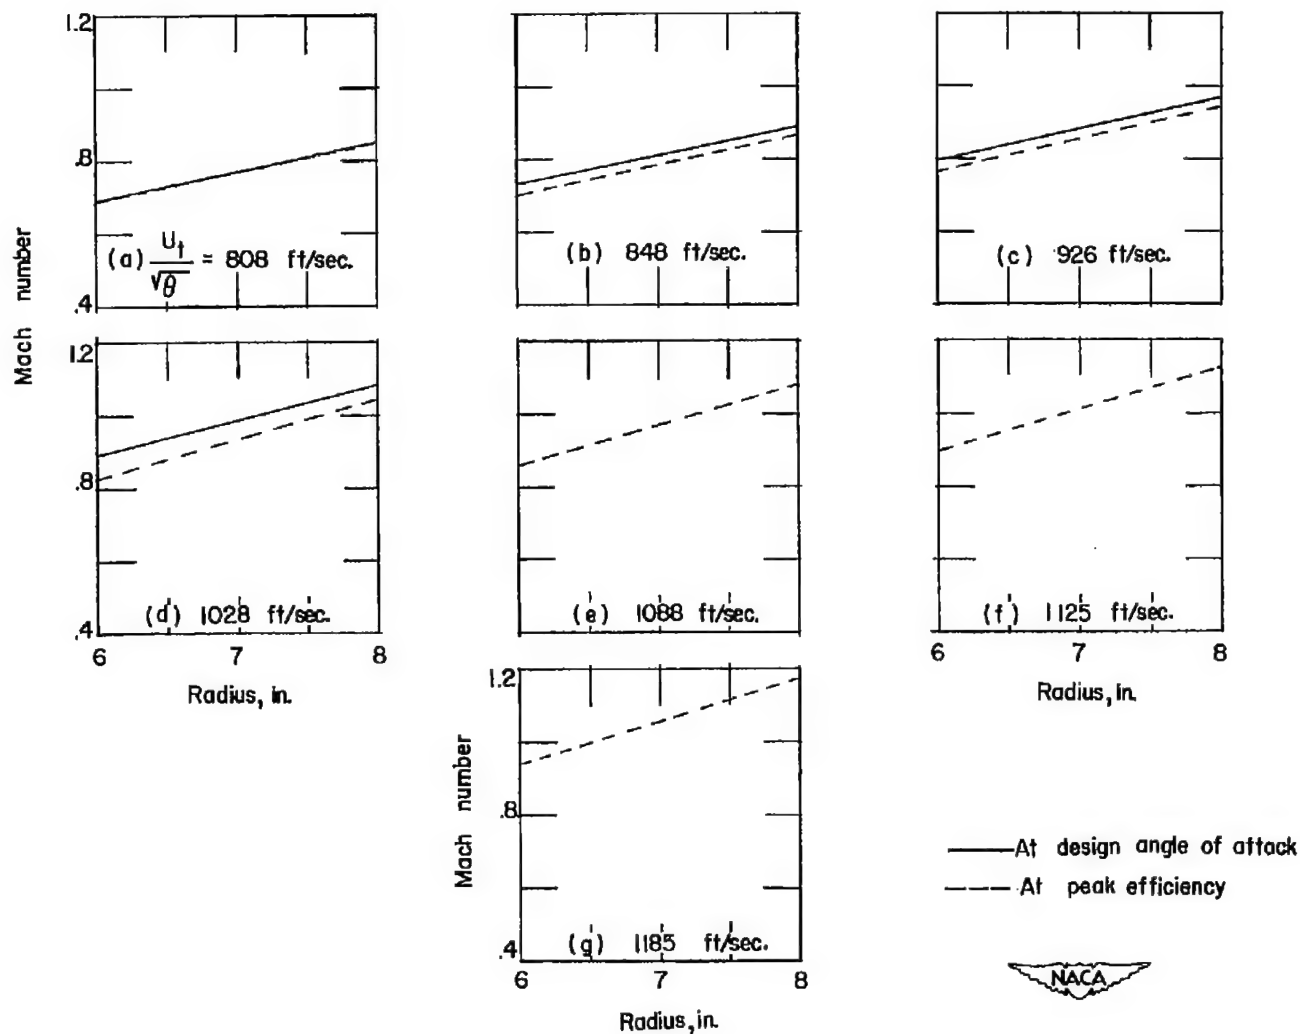 1.2
.8
.4
(a) U_t/√θ = 808 ft/sec.
(b) 848 ft/sec.
(c) 926 ft/sec.
Mach number
1.2
.8
.4
(d) 1028 ft/sec.
(e) 1088 ft/sec.
(f) 1125 ft/sec.
6 7 8
6 7 8
Radius, in.
Radius, in.
1.2
.8
.4
Mach number
(g) 1185 ft/sec.
6 7 8
Radius, in.
At design angle of attack
At peak efficiency
NACA